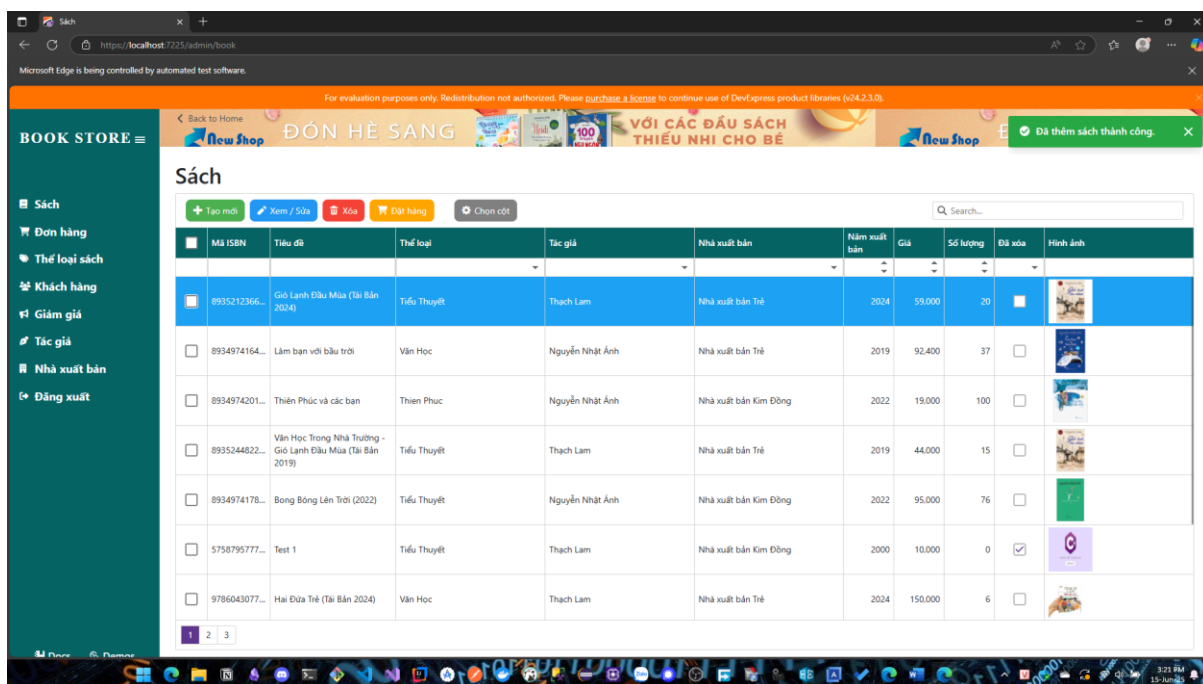 Sách
https://localhost:7225/admin/book
Microsoft Edge is being controlled by automated test software.
For evaluation purposes only. Redistribution not authorized. Please purchase a license to continue use of DevExpress product libraries (v24.2.3.0).
BOOK STORE
Back to Home
New Shop
ĐÓN HÈ SANG
100
VỚI CÁC ĐẦU SÁCH
THIẾU NHI CHO BÉ
New Shop
Đã thêm sách thành công.
Sách
Sách
Đơn hàng
Thể loại sách
Khách hàng
Giảm giá
Tác giả
Nhà xuất bản
Đăng xuất
Docs Demos
Tạo mới Xem / Sửa Xóa Đặt hàng Chọn cột Search...
Mã ISBN Tiêu đề Thể loại Tác giả Nhà xuất bản Năm xuất bản Giá Số lượng Đã xóa Hình ảnh
8935212366... Gió Lạnh Đầu Mùa (Tái Bản 2024) Tiểu Thuyết Thạch Lam Nhà xuất bản Trẻ 2024 59,000 20
8934974164... Làm bạn với bầu trời Văn Học Nguyễn Nhật Ánh Nhà xuất bản Trẻ 2019 92,400 37
8934974201... Thiên Phúc và các bạn Thien Phuc Nguyễn Nhật Ánh Nhà xuất bản Kim Đồng 2022 19,000 100
8935244822... Văn Học Trong Nhà Trường - Gió Lạnh Đầu Mùa (Tái Bản 2019) Tiểu Thuyết Thạch Lam Nhà xuất bản Trẻ 2019 44,000 15
8934974178... Bong Bóng Lên Trời (2022) Tiểu Thuyết Nguyễn Nhật Ánh Nhà xuất bản Kim Đồng 2022 95,000 76
5758795777... Test 1 Tiểu Thuyết Thạch Lam Nhà xuất bản Kim Đồng 2000 10,000 0
9786043077... Hai Đứa Trẻ (Tái Bản 2024) Văn Học Thạch Lam Nhà xuất bản Trẻ 2024 150,000 6
1 2 3
3:21 PM
15-Jun-25